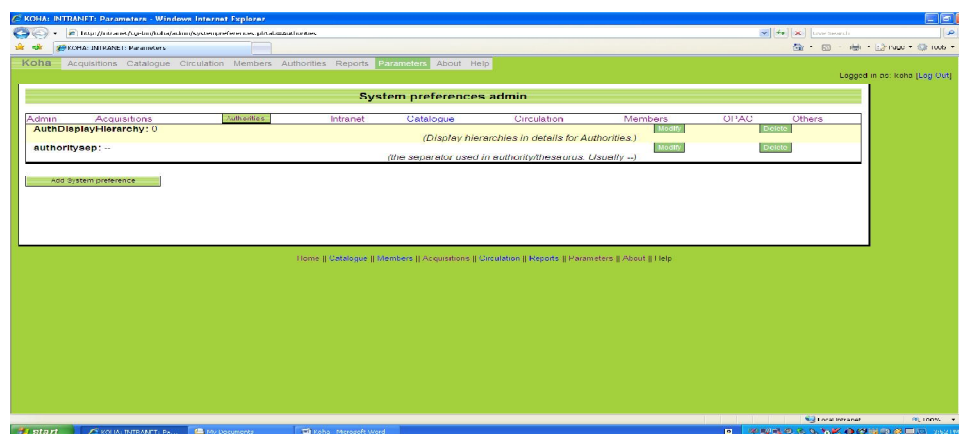 KOHA: INTRANET: Parameters - Windows Internet Explorer
KOHA: INTRANET: Parameters
Koha Acquisitions Catalogue Circulation Members Authorities Reports Parameters About Help
Logged in as: koha [Log Out]
System preferences admin
Admin Acquisitions Authorities Intranet Catalogue Circulation Members OPAC Others
AuthDisplayHierarchy: 0 Modify Delete
(Display hierarchies in details for Authorities.)
authoritysep: -- Modify Delete
(the separator used in authority/thesaurus. Usually --)
Add System preference
Home || Catalogue || Members || Acquisitions || Circulation || Reports || Parameters || About || Help
Local intranet 100%
start KOHA: INTRANET: Pa... My Documents Koha - Microsoft Word